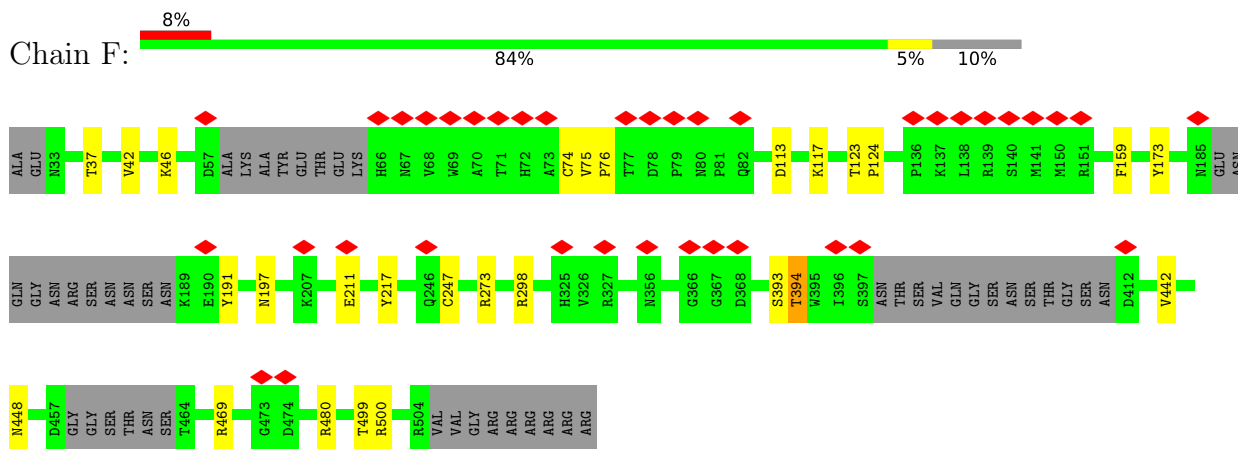 8%
Chain F:
84% 5% 10%
ALA GLU N33 T37 V42 K46 D57 ALA LYS ALA TYR GLU THR GLU LYS H66 N67 V68 W69 A70 T71 H72 A73 C74 V75 P76 T77 D78 P79 N80 P81 Q82 D113 K117 T123 P124 P136 K137 L138 R139 S140 M141 M150 R151 F159 Y173 N185 GLU ASN
GLN GLY ASN ARG SER ASN ASN SER ASN K189 E190 Y191 N197 K207 E211 Y217 Q246 C247 R273 R298 H325 V326 R327 N356 G366 G367 D368 S393 T394 W395 I396 S397 ASN THR SER VAL GLN GLY SER ASN SER THR GLY SER ASN D412 V442
N448 D457 GLY GLY SER THR ASN SER T464 R469 G473 D474 R480 T499 R500 R504 VAL VAL GLY ARG ARG ARG ARG ARG ARG